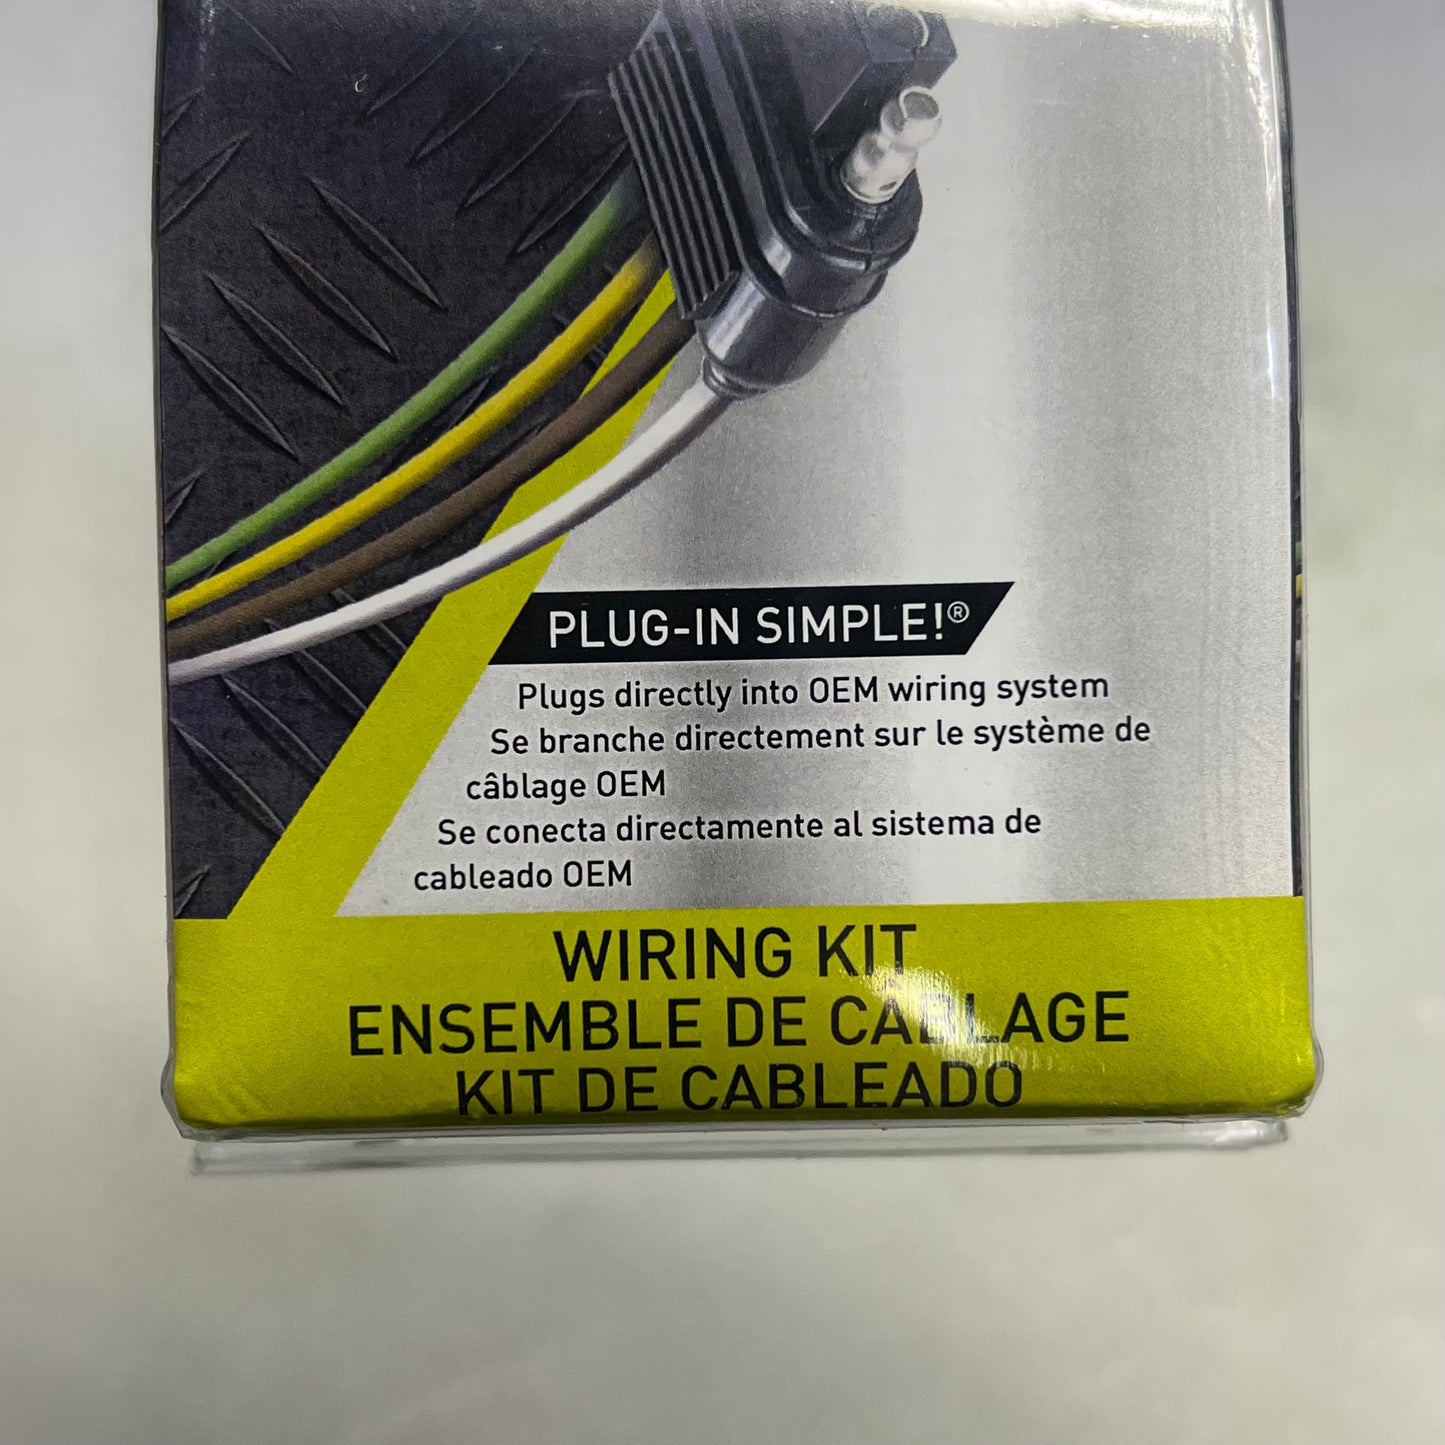 PLUG-IN SIMPLE!®
Plugs directly into OEM wiring system
Se branche directement sur le système de
câblage OEM
Se conecta directamente al sistema de
cableado OEM
WIRING KIT
ENSEMBLE DE CÂBLAGE
KIT DE CABLEADO